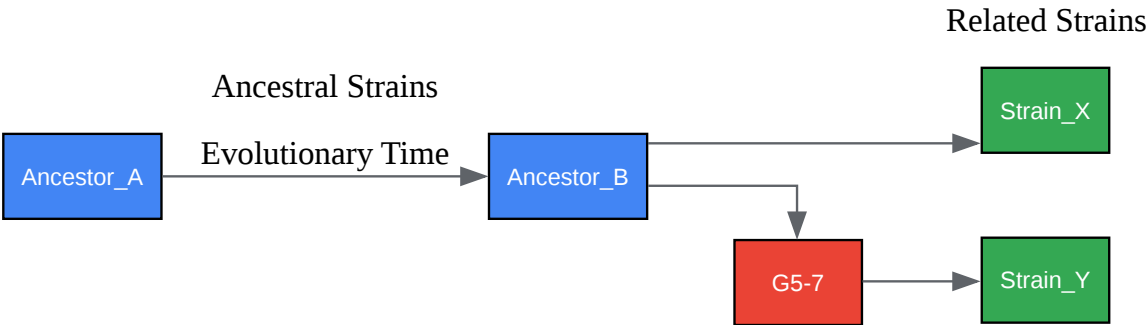 Related Strains
Ancestral Strains
Strain_X
Evolutionary Time
Ancestor_A
Ancestor_B
G5-7
Strain_Y